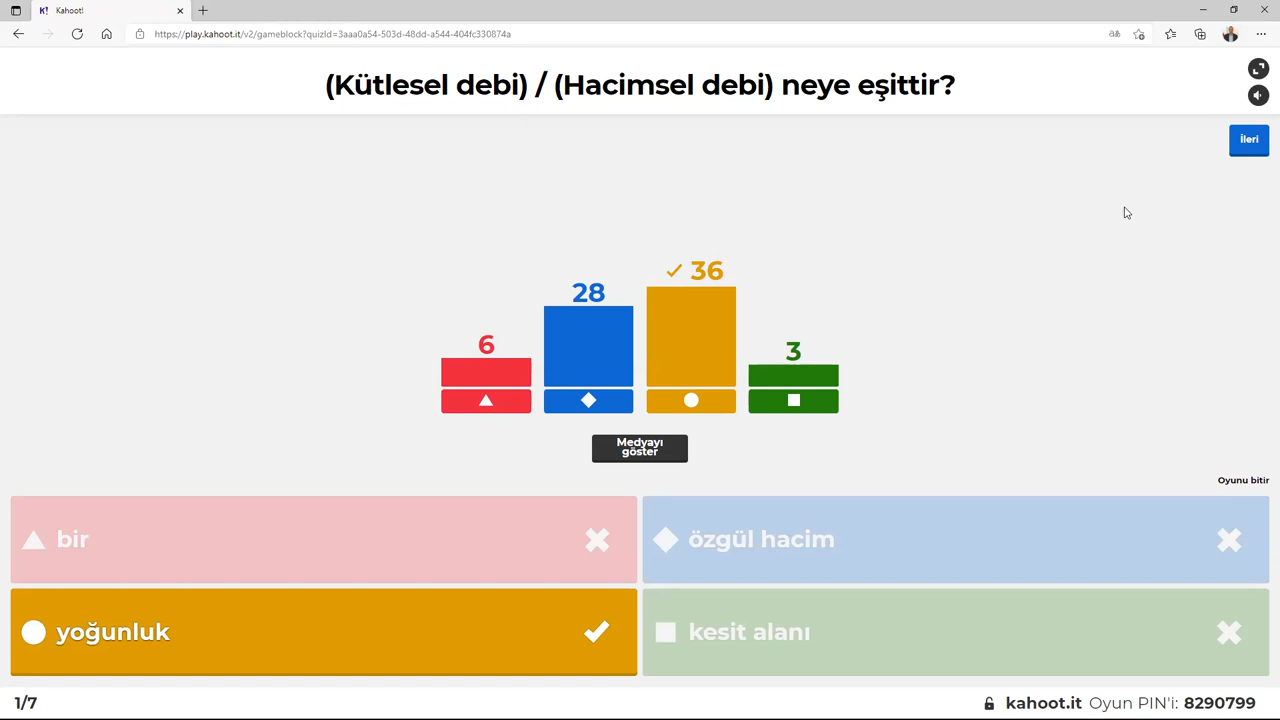 K! Kahoot!
https://play.kahoot.it/v2/gameblock?quizId=3aaa0a54-503d-48dd-a544-404fc330874a
(Kütlesel debi) / (Hacimsel debi) neye eşittir?
İleri
6
28
36
3
Medyayı
göster
Oyunu bitir
bir
özgül hacim
yoğunluk
kesit alanı
1/7
kahoot.it Oyun PIN'i: 8290799